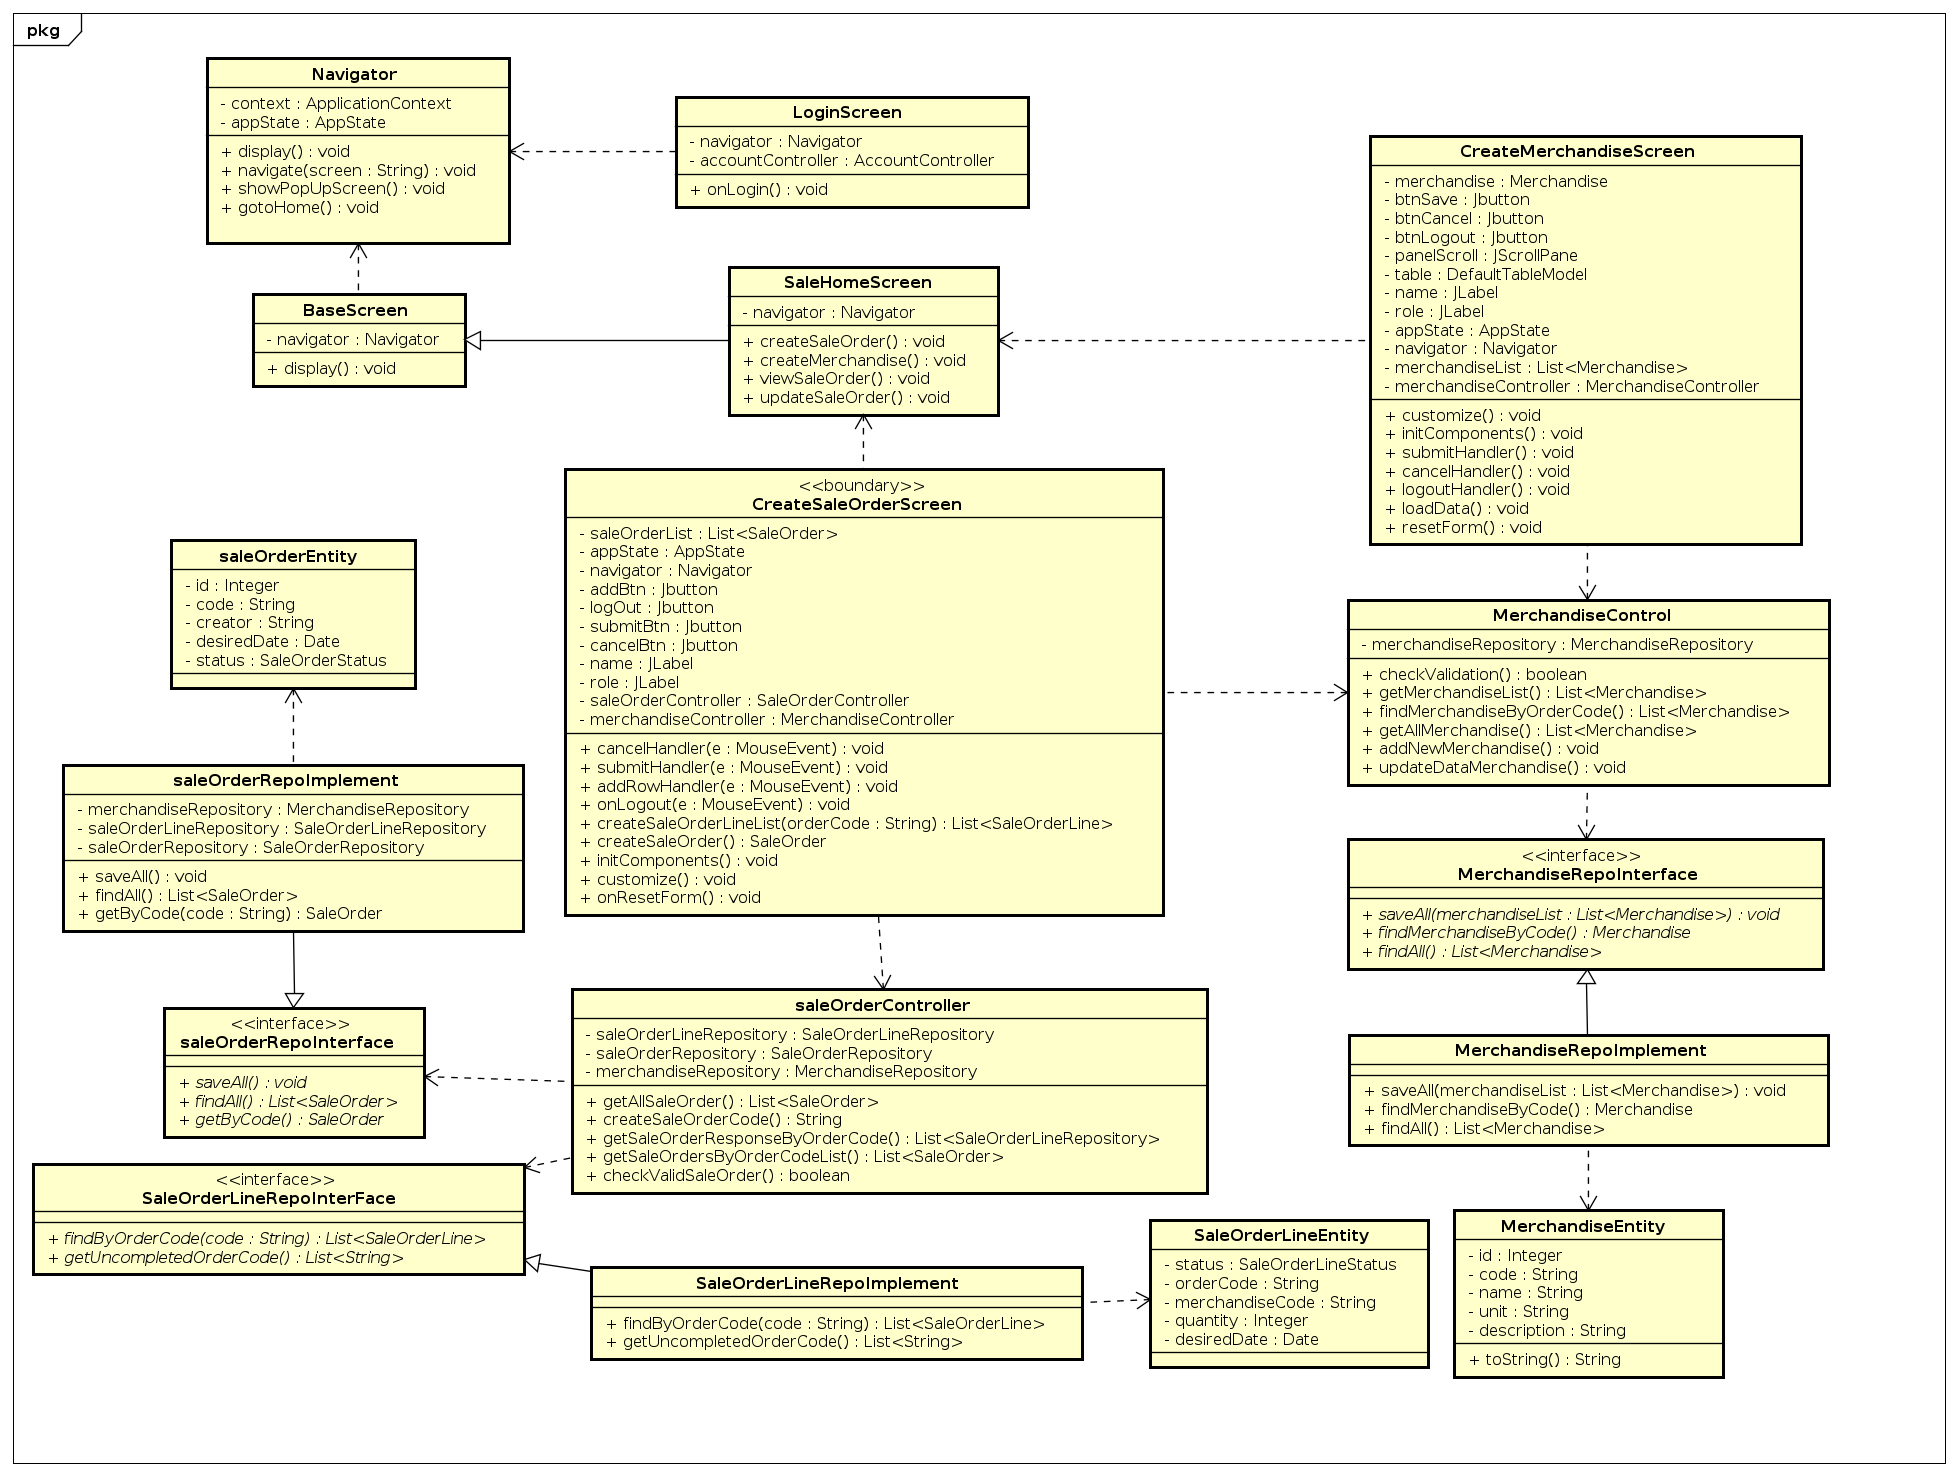 pkg
Navigator
- context : ApplicationContext
- appState : AppState
+ display() : void
+ navigate(screen : String) : void
+ showPopUpScreen() : void
+ gotoHome() : void
LoginScreen
- navigator : Navigator
- accountController : AccountController
+ onLogin() : void
CreateMerchandiseScreen
- merchandise : Merchandise
- btnSave : Jbutton
- btnCancel : Jbutton
- btnLogout : Jbutton
- panelScroll : JScrollPane
- table : DefaultTableModel
- name : JLabel
- role : JLabel
- appState : AppState
- navigator : Navigator
- merchandiseList : List<Merchandise>
- merchandiseController : MerchandiseController
+ customize() : void
+ initComponents() : void
+ submitHandler() : void
+ cancelHandler() : void
+ logoutHandler() : void
+ loadData() : void
+ resetForm() : void
BaseScreen
- navigator : Navigator
+ display() : void
SaleHomeScreen
- navigator : Navigator
+ createSaleOrder() : void
+ createMerchandise() : void
+ viewSaleOrder() : void
+ updateSaleOrder() : void
<<boundary>>
CreateSaleOrderScreen
- saleOrderList : List<SaleOrder>
- appState : AppState
- navigator : Navigator
- addBtn : Jbutton
- logOut : Jbutton
- submitBtn : Jbutton
- cancelBtn : Jbutton
- name : JLabel
- role : JLabel
- saleOrderController : SaleOrderController
- merchandiseController : MerchandiseController
+ cancelHandler(e : MouseEvent) : void
+ submitHandler(e : MouseEvent) : void
+ addRowHandler(e : MouseEvent) : void
+ onLogout(e : MouseEvent) : void
+ createSaleOrderLineList(orderCode : String) : List<SaleOrderLine>
+ createSaleOrder() : SaleOrder
+ initComponents() : void
+ customize() : void
+ onResetForm() : void
saleOrderEntity
- id : Integer
- code : String
- creator : String
- desiredDate : Date
- status : SaleOrderStatus
MerchandiseControl
- merchandiseRepository : MerchandiseRepository
+ checkValidation() : boolean
+ getMerchandiseList() : List<Merchandise>
+ findMerchandiseByOrderCode() : List<Merchandise>
+ getAllMerchandise() : List<Merchandise>
+ addNewMerchandise() : void
+ updateDataMerchandise() : void
saleOrderRepoImplement
- merchandiseRepository : MerchandiseRepository
- saleOrderLineRepository : SaleOrderLineRepository
- saleOrderRepository : SaleOrderRepository
+ saveAll() : void
+ findAll() : List<SaleOrder>
+ getByCode(code : String) : SaleOrder
<<interface>>
MerchandiseRepoInterface
+ saveAll(merchandiseList : List<Merchandise>) : void
+ findMerchandiseByCode() : Merchandise
+ findAll() : List<Merchandise>
<<interface>>
saleOrderRepoInterface
+ saveAll() : void
+ findAll() : List<SaleOrder>
+ getByCode() : SaleOrder
saleOrderController
- saleOrderLineRepository : SaleOrderLineRepository
- saleOrderRepository : SaleOrderRepository
- merchandiseRepository : MerchandiseRepository
+ getAllSaleOrder() : List<SaleOrder>
+ createSaleOrderCode() : String
+ getSaleOrderResponseByOrderCode() : List<SaleOrderLineRepository>
+ getSaleOrdersByOrderCodeList() : List<SaleOrder>
+ checkValidSaleOrder() : boolean
MerchandiseRepoImplement
+ saveAll(merchandiseList : List<Merchandise>) : void
+ findMerchandiseByCode() : Merchandise
+ findAll() : List<Merchandise>
<<interface>>
SaleOrderLineRepoInterFace
+ findByOrderCode(code : String) : List<SaleOrderLine>
+ getUncompletedOrderCode() : List<String>
SaleOrderLineRepoImplement
+ findByOrderCode(code : String) : List<SaleOrderLine>
+ getUncompletedOrderCode() : List<String>
SaleOrderLineEntity
- status : SaleOrderLineStatus
- orderCode : String
- merchandiseCode : String
- quantity : Integer
- desiredDate : Date
MerchandiseEntity
- id : Integer
- code : String
- name : String
- unit : String
- description : String
+ toString() : String